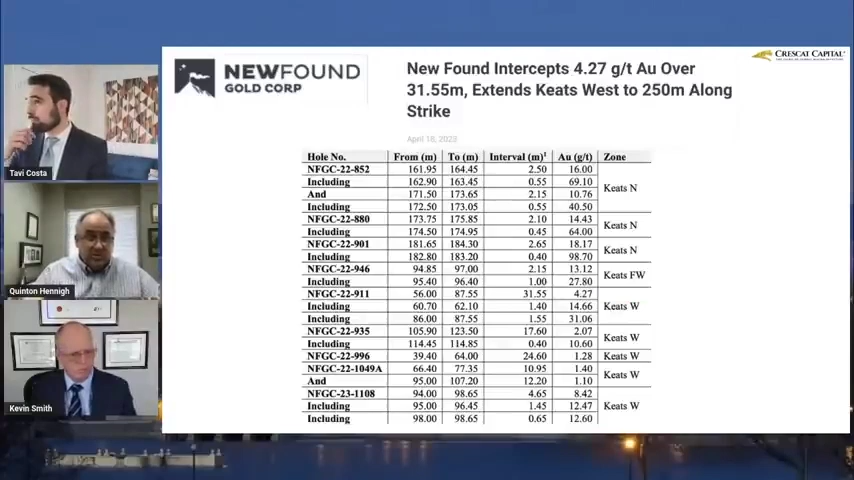 CRESCAT CAPITAL
NEWFOUND
GOLD CORP
New Found Intercepts 4.27 g/t Au Over
31.55m, Extends Keats West to 250m Along
Strike
Hole No. From (m) To (m) Interval (m)¹ Au (g/t) Zone
NFGC-22-852 161.95 164.45 2.50 16.00 Keats N
Including 162.90 163.45 0.55 69.10
And 171.50 173.65 2.15 10.76
Including 172.50 173.05 0.55 40.50
NFGC-22-880 173.75 175.85 2.10 14.43 Keats N
Including 174.50 174.95 0.45 64.00
NFGC-22-901 181.65 184.30 2.65 18.17 Keats N
Including 182.80 183.20 0.40 98.70
NFGC-22-946 94.85 97.00 2.15 13.12 Keats FW
Including 95.40 96.40 1.00 27.80
NFGC-22-911 56.00 87.55 31.55 4.27 Keats W
Including 60.70 62.10 1.40 14.66
Including 86.00 87.55 1.55 31.06
NFGC-22-935 105.90 123.50 17.60 2.07 Keats W
Including 114.45 114.85 0.40 10.60
NFGC-22-996 39.40 64.00 24.60 1.28 Keats W
NFGC-22-1049A 66.40 77.35 10.95 1.40 Keats W
And 95.00 107.20 12.20 1.10
NFGC-23-1108 94.00 98.65 4.65 8.42 Keats W
Including 95.00 96.45 1.45 12.47
Including 98.00 98.65 0.65 12.60
Tavi Costa
Quinton Hennigh
Kevin Smith